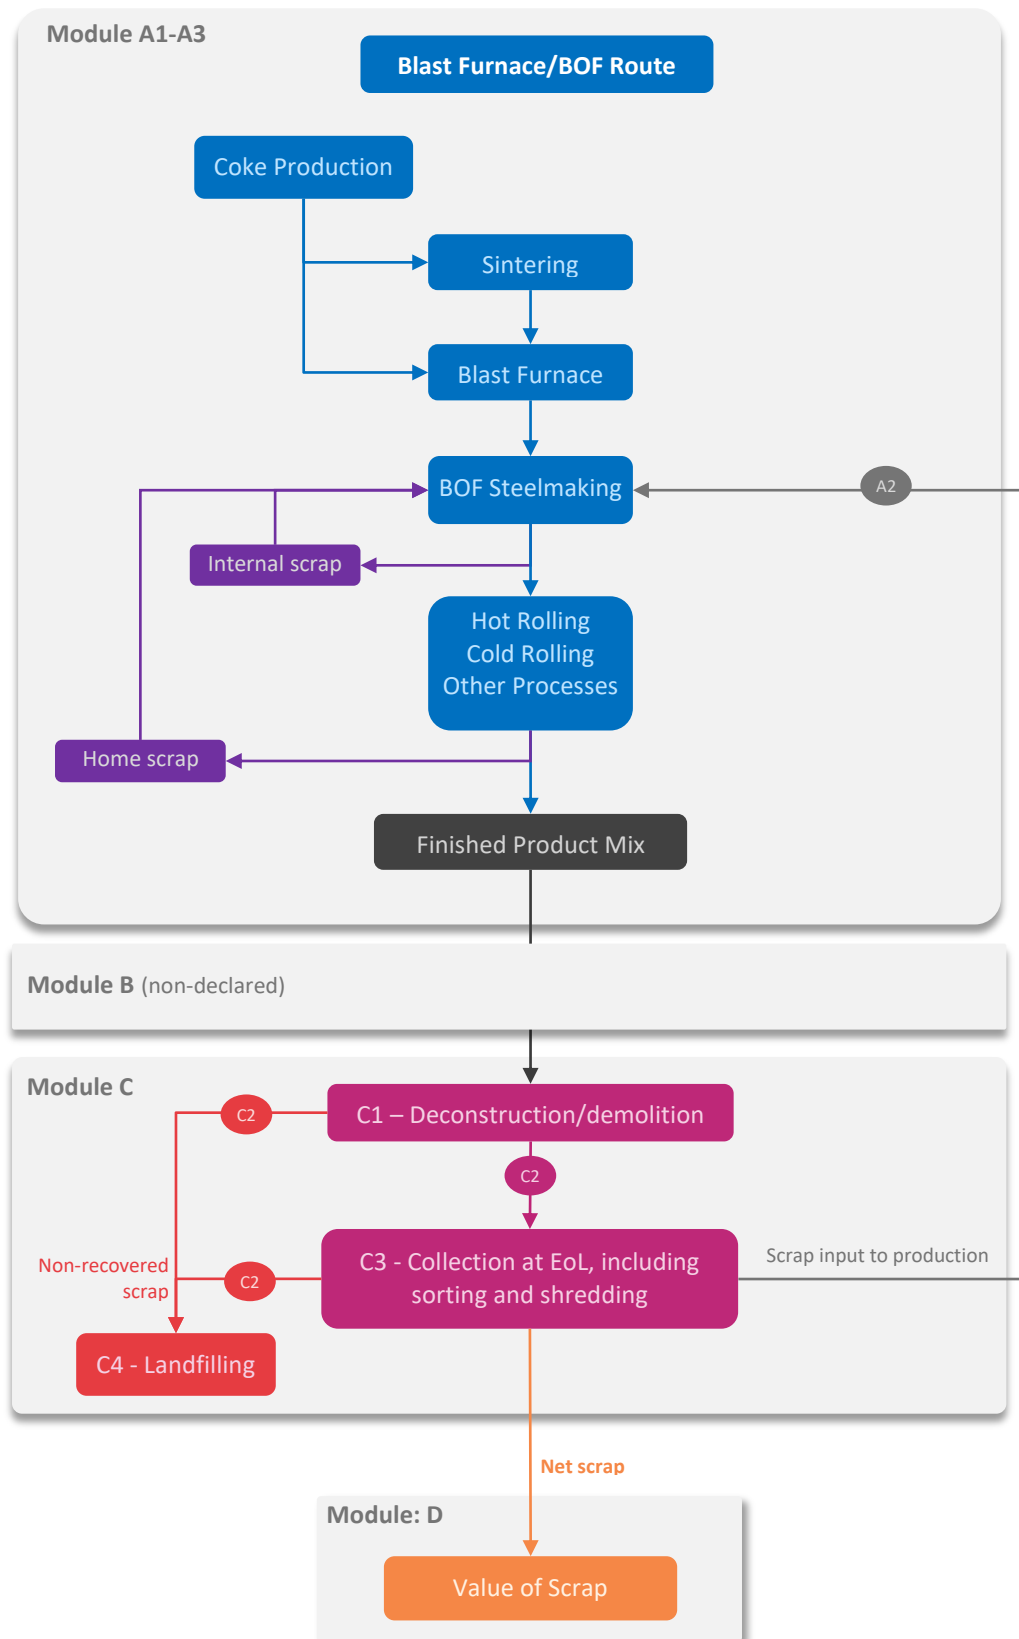 Module A1-A3
Blast Furnace/BOF Route
Coke Production
Sintering
Blast Furnace
BOF Steelmaking
A2
Internal scrap
Hot Rolling
Cold Rolling
Other Processes
Home scrap
Finished Product Mix
Module B (non-declared)
Module C
C1 – Deconstruction/demolition
C2
C2
C3 - Collection at EoL, including
sorting and shredding
Scrap input to production
Non-recovered
scrap
C2
C4 - Landfilling
Net scrap
Module: D
Value of Scrap